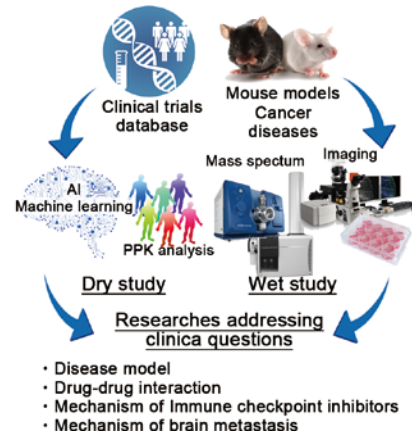 Clinical trials
database
Mouse models
Cancer
diseases
AI
Machine learning
PPK analysis
Mass spectrum
Imaging
Dry study
Wet study
Researches addressing
clinica questions
・Disease model
・Drug-drug interaction
・Mechanism of Immune checkpoint inhibitors
・Mechanism of brain metastasis